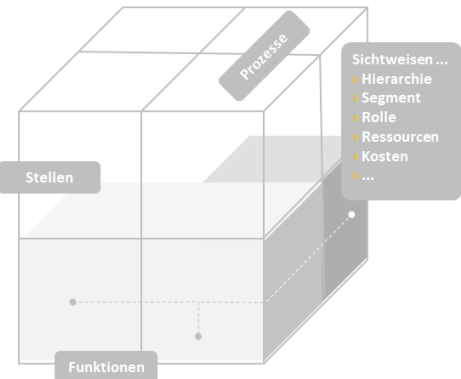 Prozesse
Sichtweisen ...
Hierarchie
Segment
Rolle
Ressourcen
Kosten
...
Stellen
Funktionen